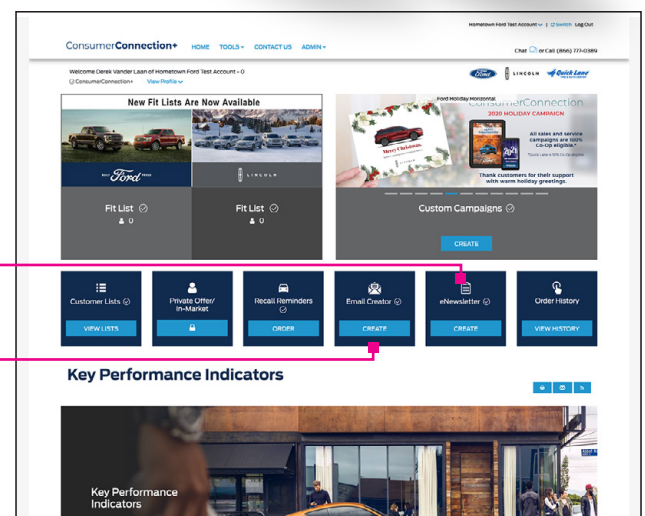 Hometown Ford Test Account | Switch Log Out
ConsumerConnection+ HOME TOOLS CONTACT US ADMIN
Chat or Call (866) 777-0389
Welcome Derek Vander Laan of Hometown Ford Test Account - 0
ConsumerConnection+ View Profile
Ford LINCOLN Quick Lane
New Fit Lists Are Now Available
Ford Holiday Horizontal
ConsumerConnection
2020 HOLIDAY CAMPAIGN
Merry Christmas,
All sales and service
campaigns are 100%
Co-Op eligible.*
Thank customers for their support
with warm holiday greetings.
Ford
LINCOLN
Fit List
0
Fit List
0
Custom Campaigns
CREATE
Customer Lists
VIEW LISTS
Private Offer/
In-Market
Recall Reminders
ORDER
Email Creator
CREATE
eNewsletter
CREATE
Order History
VIEW HISTORY
Key Performance Indicators
Key Performance
Indicators